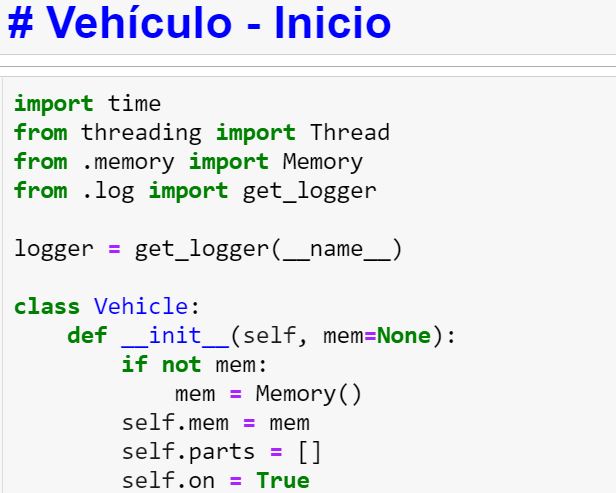 # Vehículo - Inicio
import time
from threading import Thread
from .memory import Memory
from .log import get_logger
logger = get_logger(__name__)
class Vehicle:
    def __init__(self, mem=None):
        if not mem:
            mem = Memory()
        self.mem = mem
        self.parts = []
        self.on = True